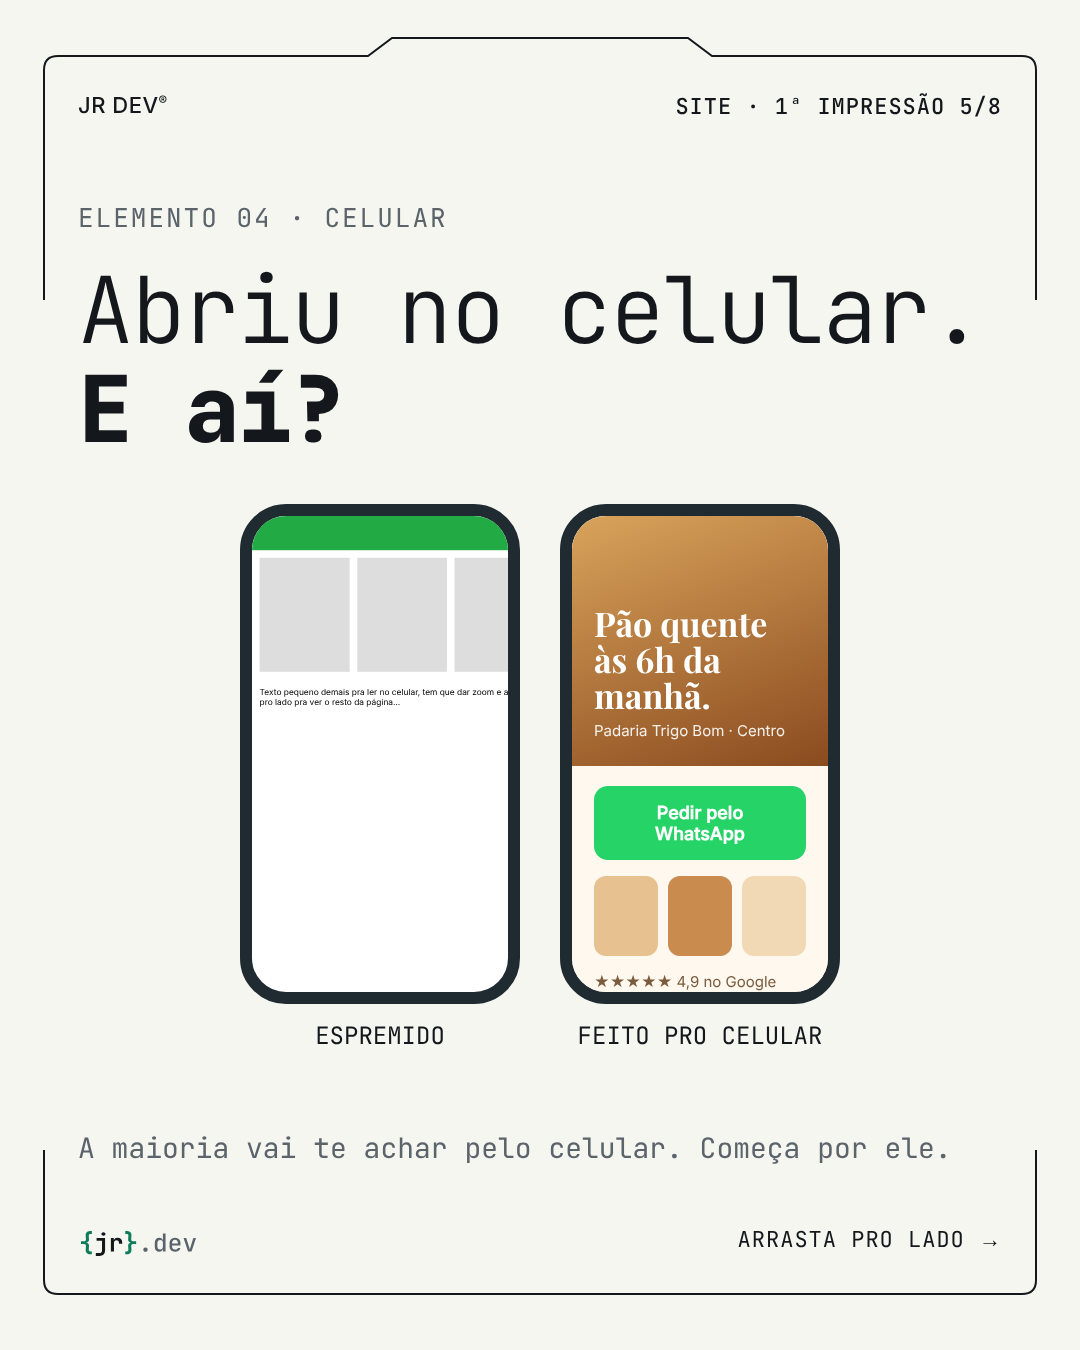 JR DEV®
SITE · 1ª IMPRESSÃO 5/8
ELEMENTO 04 · CELULAR
Abriu no celular.
E aí?
Texto pequeno demais pra ler no celular, tem que dar zoom e a
pro lado pra ver o resto da página...
Pão quente
às 6h da
manhã.
Padaria Trigo Bom · Centro
Pedir pelo
WhatsApp
★★★★★ 4,9 no Google
ESPREMIDO
FEITO PRO CELULAR
A maioria vai te achar pelo celular. Começa por ele.
{jr}.dev
ARRASTA PRO LADO →